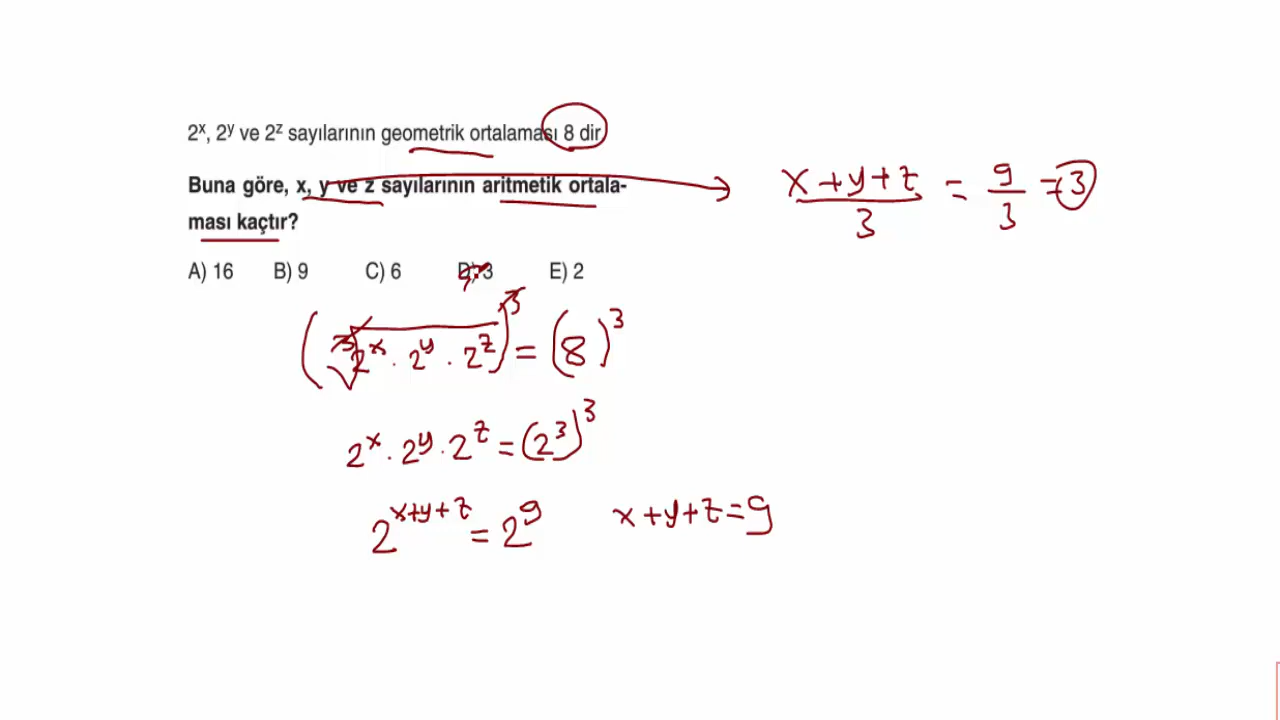 2ˣ, 2ʸ ve 2ᶻ sayılarının geometrik ortalaması 8 dir
Buna göre, x, y ve z sayılarının aritmetik ortala-
ması kaçtır?
A) 16 B) 9 C) 6 D) 3 E) 2
x+y+z/3 = 9/3 = 3
(³√2ˣ · 2ʸ · 2ᶻ)³ = (8)³
2ˣ · 2ʸ · 2ᶻ = (2³)³
2ˣ⁺ʸ⁺ᶻ = 2⁹ x+y+z=9